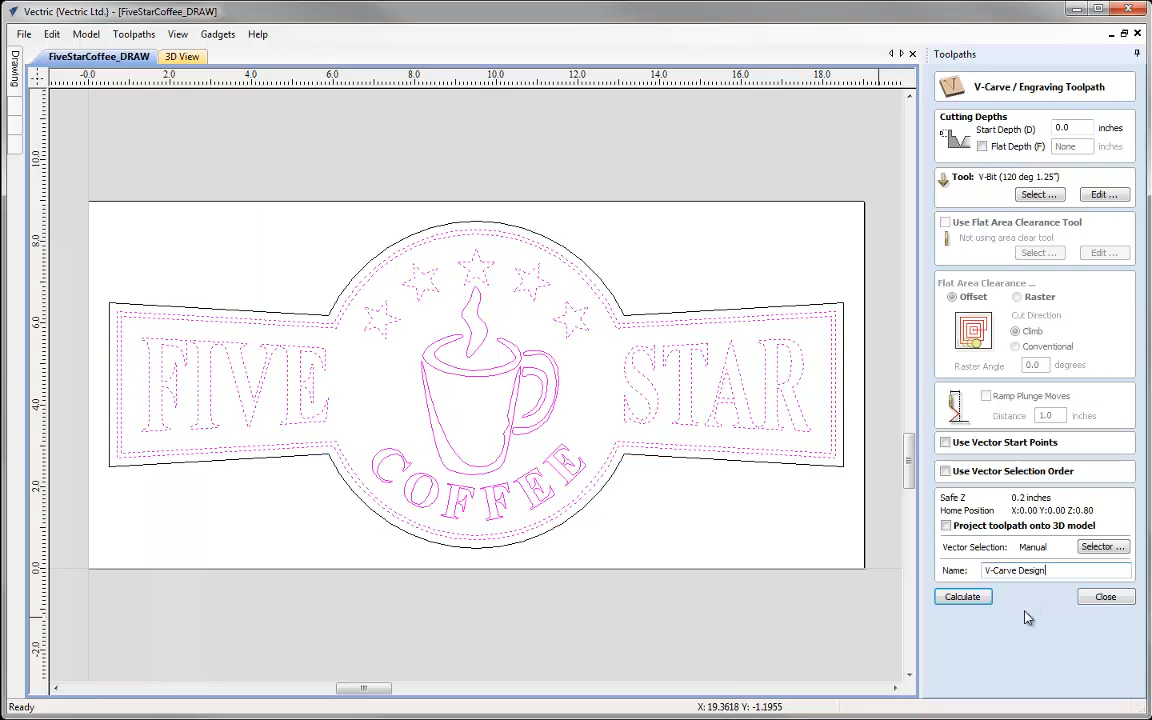 Vectric {Vectric Ltd.} - [FiveStarCoffee_DRAW]
File Edit Model Toolpaths View Gadgets Help
FiveStarCoffee_DRAW 3D View
Drawing
-0.0 2.0 4.0 6.0 8.0 10.0 12.0 14.0 16.0 18.0
10.0
8.0
6.0
4.0
2.0
0.0
-2.0
FIVE STAR
COFFEE
Toolpaths
V-Carve / Engraving Toolpath
Cutting Depths
Start Depth (D) 0.0 inches
Flat Depth (F) None inches
Tool: V-Bit (120 deg 1.25")
Select ... Edit ...
Use Flat Area Clearance Tool
Not using area clear tool
Select ... Edit ...
Flat Area Clearance ...
Offset Raster
Cut Direction
Climb
Conventional
Raster Angle 0.0 degrees
Ramp Plunge Moves
Distance 1.0 inches
Use Vector Start Points
Use Vector Selection Order
Safe Z 0.2 inches
Home Position X:0.00 Y:0.00 Z:0.80
Project toolpath onto 3D model
Vector Selection: Manual Selector ...
Name: V-Carve Design
Calculate Close
Ready X: 19.3618 Y: -1.1955